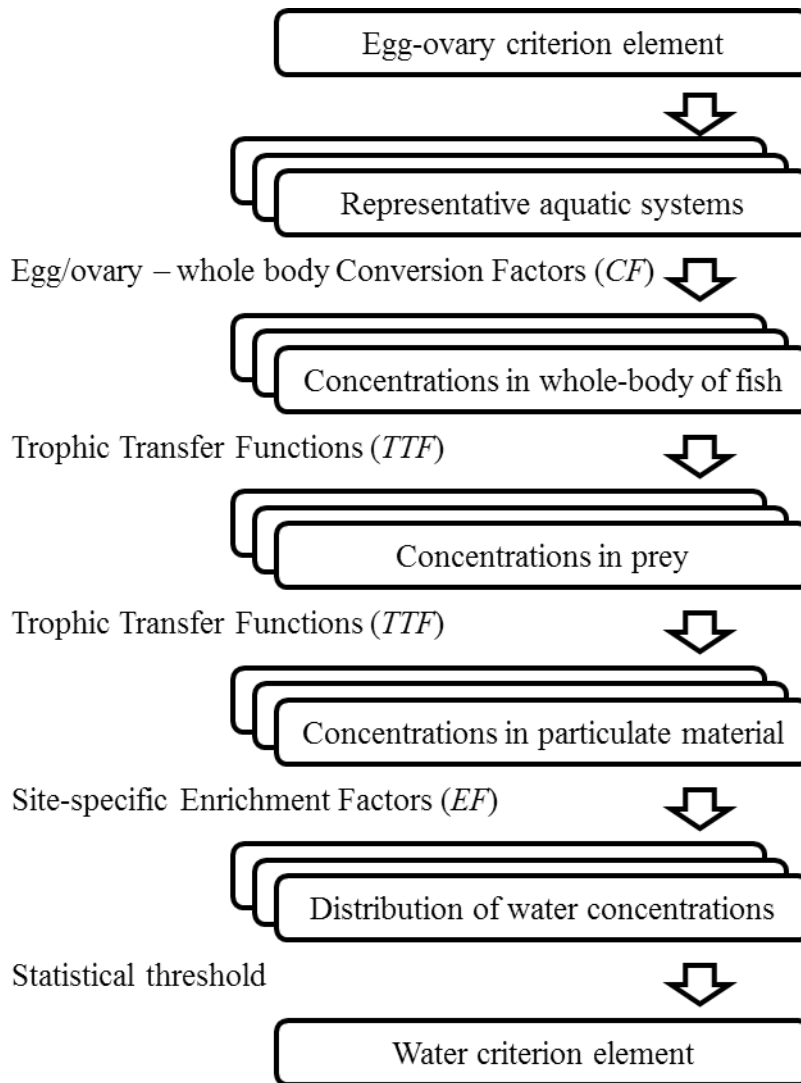 Egg-ovary criterion element
Representative aquatic systems
Egg/ovary – whole body Conversion Factors (CF)
Concentrations in whole-body of fish
Trophic Transfer Functions (TTF)
Concentrations in prey
Trophic Transfer Functions (TTF)
Concentrations in particulate material
Site-specific Enrichment Factors (EF)
Distribution of water concentrations
Statistical threshold
Water criterion element